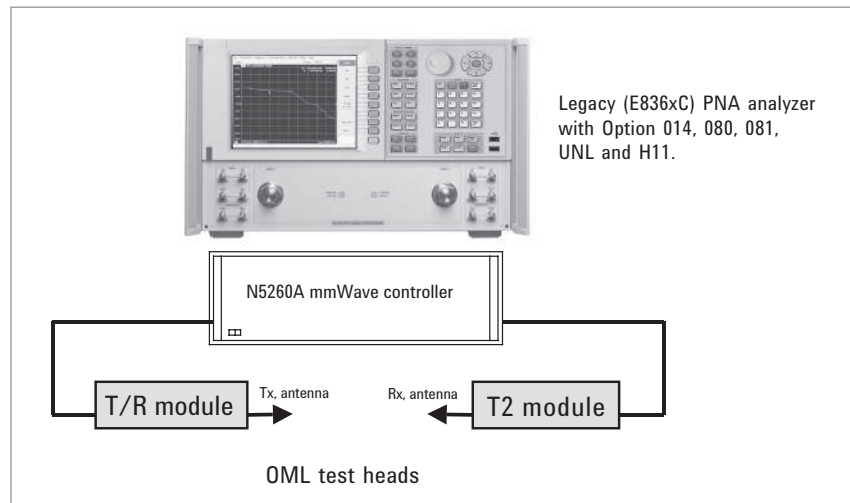 Legacy (E836xC) PNA analyzer
with Option 014, 080, 081,
UNL and H11.
N5260A mmWave controller
T/R module
Tx, antenna
Rx, antenna
T2 module
OML test heads